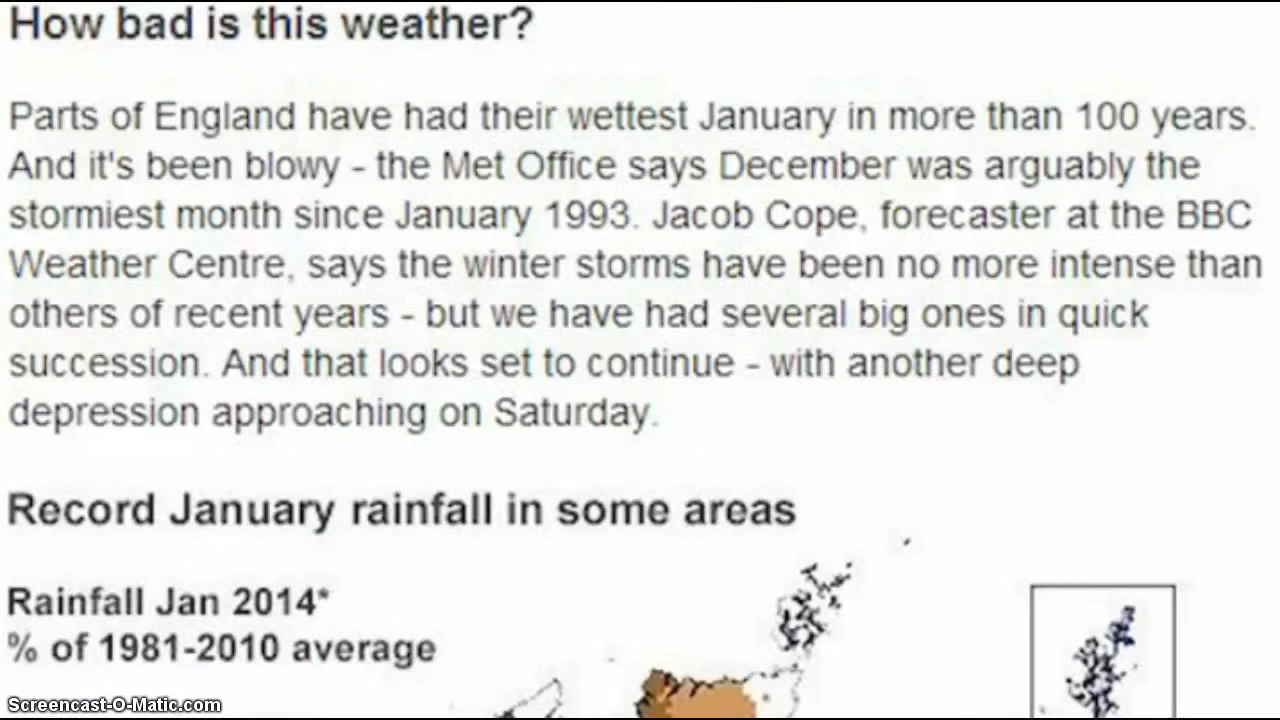 How bad is this weather?
Parts of England have had their wettest January in more than 100 years.
And it's been blowy - the Met Office says December was arguably the
stormiest month since January 1993. Jacob Cope, forecaster at the BBC
Weather Centre, says the winter storms have been no more intense than
others of recent years - but we have had several big ones in quick
succession. And that looks set to continue - with another deep
depression approaching on Saturday.
Record January rainfall in some areas
Rainfall Jan 2014*
% of 1981-2010 average
Screencast-O-Matic.com